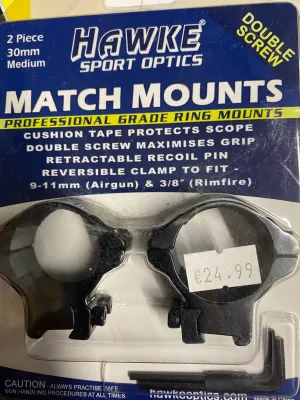 2 Piece
30mm
Medium
HAWKE®
SPORT OPTICS
DOUBLE
SCREW
MATCH MOUNTS
PROFESSIONAL GRADE RING MOUNTS
CUSHION TAPE PROTECTS SCOPE
DOUBLE SCREW MAXIMISES GRIP
RETRACTABLE RECOIL PIN
REVERSIBLE CLAMP TO FIT -
9-11mm (Airgun) & 3/8" (Rimfire)
€24.99
CAUTION - ALWAYS PRACTISE SAFE
GUN HANDLING PROCEDURES AT ALL TIMES
hawkeoptics.com